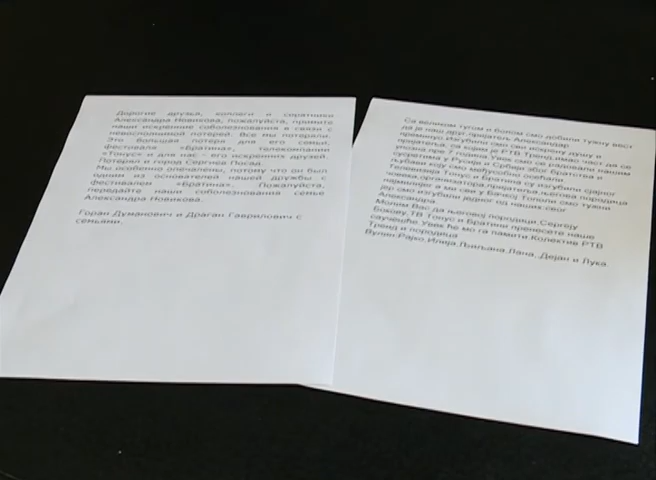 Дорогие друзья, коллеги и соратники
Александра Новикова, пожалуйста, примите
наши искренние соболезнования в связи с
невосполнимой потерей. Все мы потеряли.
Это большая потеря для его семьи,
фестиваля «Братина», телекомпании
«Тонус» и для нас - его искренних друзей.
Потерял и город Сергиев Посад.
Мы особенно опечалены, потому что он был
одним из основателей нашей дружбы с
фестивалем «Братина». Пожалуйста,
передайте наши соболезнования семье
Александра Новикова.
Горан Думанович и Драган Гаврилович с
семьями.
Са великом тугом и болом смо добили тужну вест
да је наш друг пријатељ Александар
преминуо. Изгубили смо сви искрену душу и
пријатеља, са којим је РТВ Тренд имао част да се
упозна пре 7 година. Увек смо се радовали нашим
сусретима у Русији и Србији због братства и
љубави коју смо међусобно осећали.
Телевизија Тонус и Братина су изгубили сјајног
човека, организатора, пријатеља, његова породица
најмилијег а ми сви у Бачкој Тополи смо тужни
јер смо изгубили једног од наших, свог
Александра.
Молим Вас да његовој породици, Сергеју
Бокову, ТВ Тонус и Братини пренесете наше
саучешће. Увек ће мо га памти Колектив РТВ
Тренд и породица
Вулин: Рајко, Илија, Љиљана, Лана, Дејан и Лука